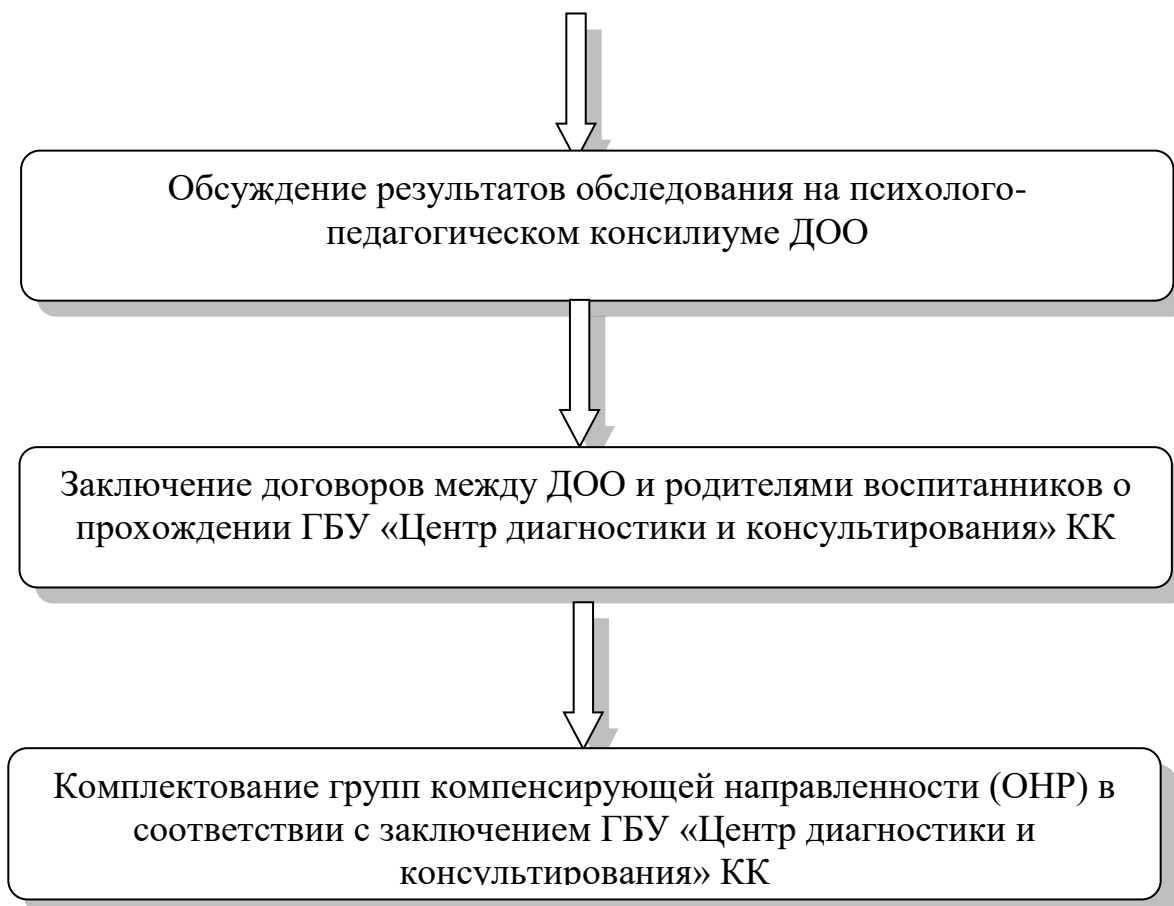 Обсуждение результатов обследования на психолого-
педагогическом консилиуме ДОО
Заключение договоров между ДОО и родителями воспитанников о
прохождении ГБУ «Центр диагностики и консультирования» КК
Комплектование групп компенсирующей направленности (ОНР) в
соответствии с заключением ГБУ «Центр диагностики и
консультирования» КК